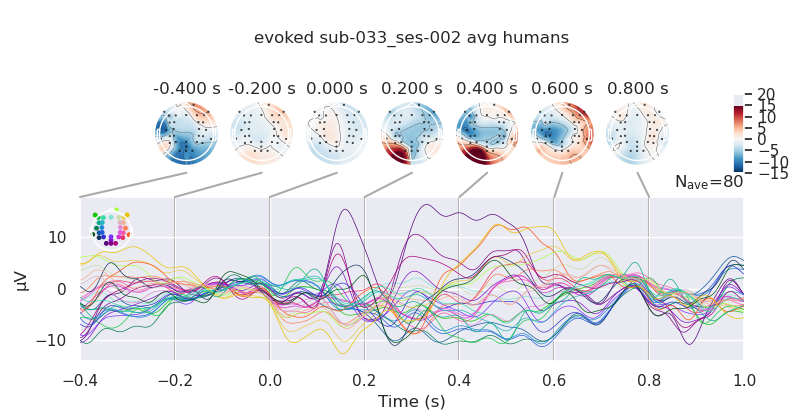 evoked sub-033_ses-002 avg humans
-0.400 s -0.200 s 0.000 s 0.200 s 0.400 s 0.600 s 0.800 s
20
15
10
5
0
−5
−10
−15
Nave=80
10
0
−10
µV
−0.4 −0.2 0.0 0.2 0.4 0.6 0.8 1.0
Time (s)